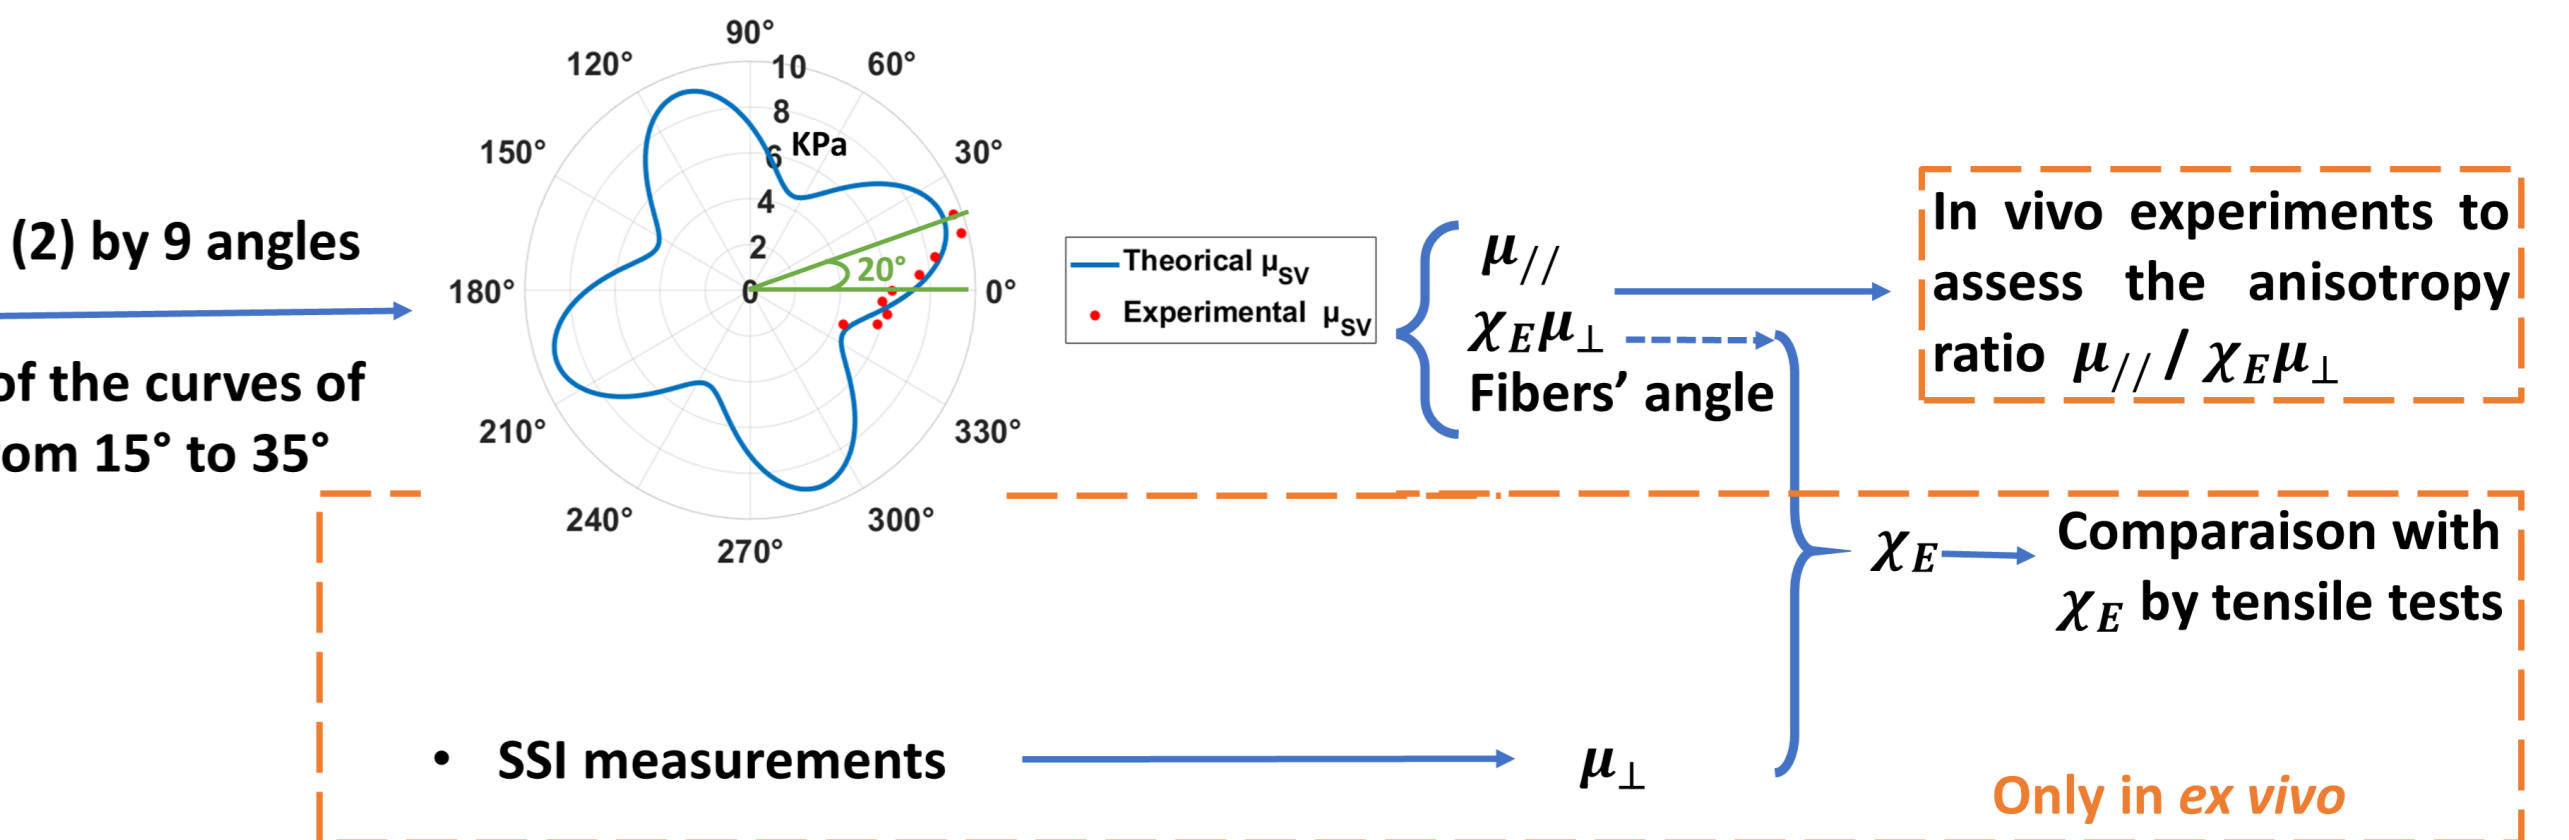 (2) by 9 angles
of the curves of
om 15° to 35°
90°
120°
60°
150°
30°
180°
0°
210°
330°
240°
300°
270°
10
8
6
KPa
4
2
0
20°
Theorical μSV
Experimental μSV
μ//
χEμ⊥
Fibers’ angle
In vivo experiments to
assess the anisotropy
ratio μ// / χEμ⊥
χE
Comparaison with
χE by tensile tests
• SSI measurements
μ⊥
Only in ex vivo